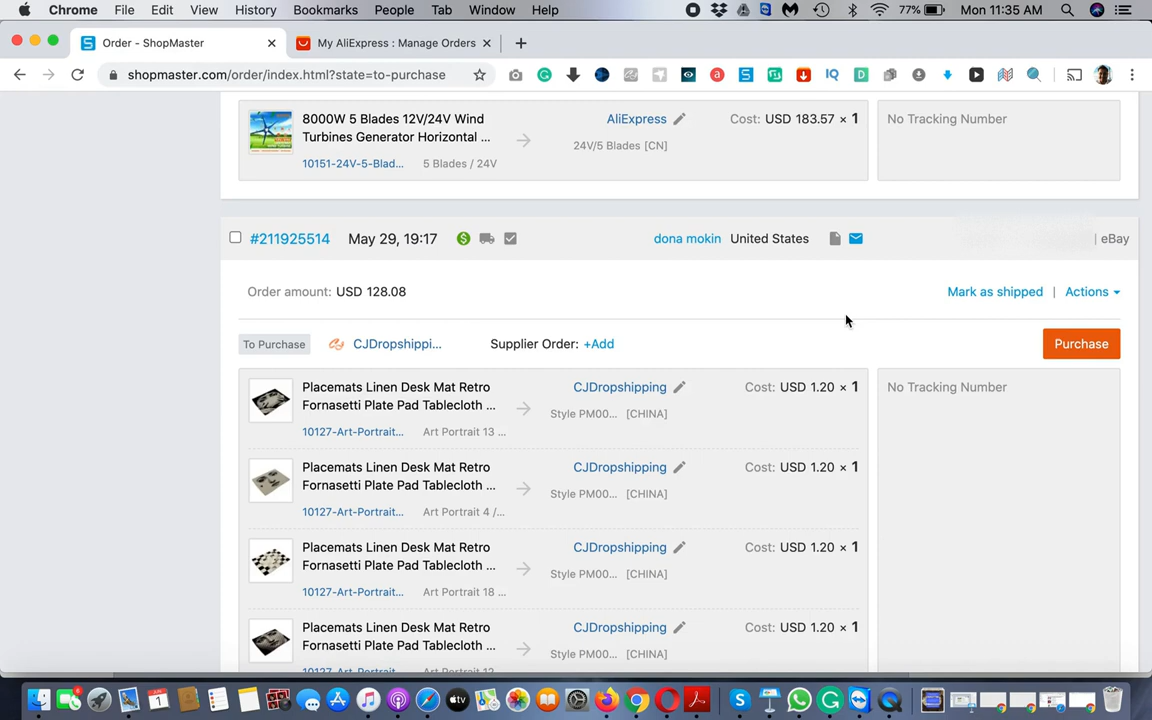 Chrome File Edit View History Bookmarks People Tab Window Help 77% Mon 11:35 AM
Order - ShopMaster My AliExpress : Manage Orders
shopmaster.com/order/index.html?state=to-purchase
8000W 5 Blades 12V/24V Wind AliExpress Cost: USD 183.57 × 1 No Tracking Number
Turbines Generator Horizontal ... 24V/5 Blades [CN]
10151-24V-5-Blad... 5 Blades / 24V
#211925514 May 29, 19:17 dona mokin United States | eBay
Order amount: USD 128.08 Mark as shipped | Actions
To Purchase CJDropshippi... Supplier Order: +Add Purchase
Placemats Linen Desk Mat Retro CJDropshipping Cost: USD 1.20 × 1 No Tracking Number
Fornasetti Plate Pad Tablecloth ... Style PM00... [CHINA]
10127-Art-Portrait... Art Portrait 13 ...
Placemats Linen Desk Mat Retro CJDropshipping Cost: USD 1.20 × 1
Fornasetti Plate Pad Tablecloth ... Style PM00... [CHINA]
10127-Art-Portrait... Art Portrait 4 /...
Placemats Linen Desk Mat Retro CJDropshipping Cost: USD 1.20 × 1
Fornasetti Plate Pad Tablecloth ... Style PM00... [CHINA]
10127-Art-Portrait... Art Portrait 18 ...
Placemats Linen Desk Mat Retro CJDropshipping Cost: USD 1.20 × 1
Fornasetti Plate Pad Tablecloth ... Style PM00... [CHINA]
10127-Art-Portrait... Art Portrait 12